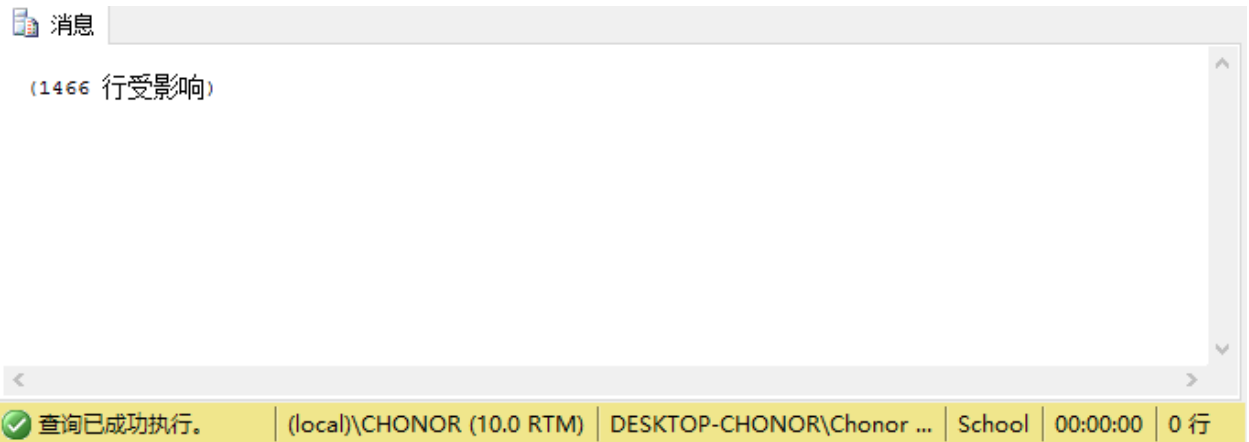 消息
(1466 行受影响)
查询已成功执行。 (local)\CHONOR (10.0 RTM) DESKTOP-CHONOR\Chonor ... School 00:00:00 0 行